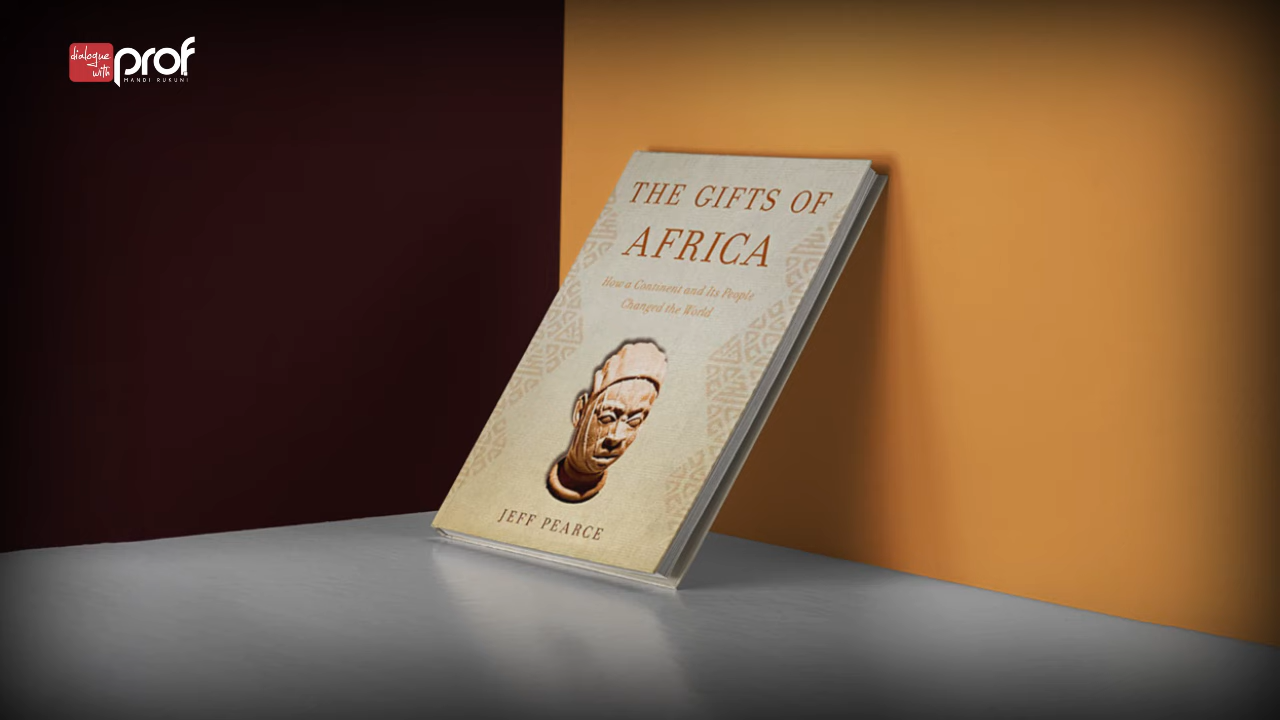 dialogue
with
prof
MANDI RUKUNI
THE GIFTS OF
AFRICA
How a Continent and Its People
Changed the World
JEFF PEARCE